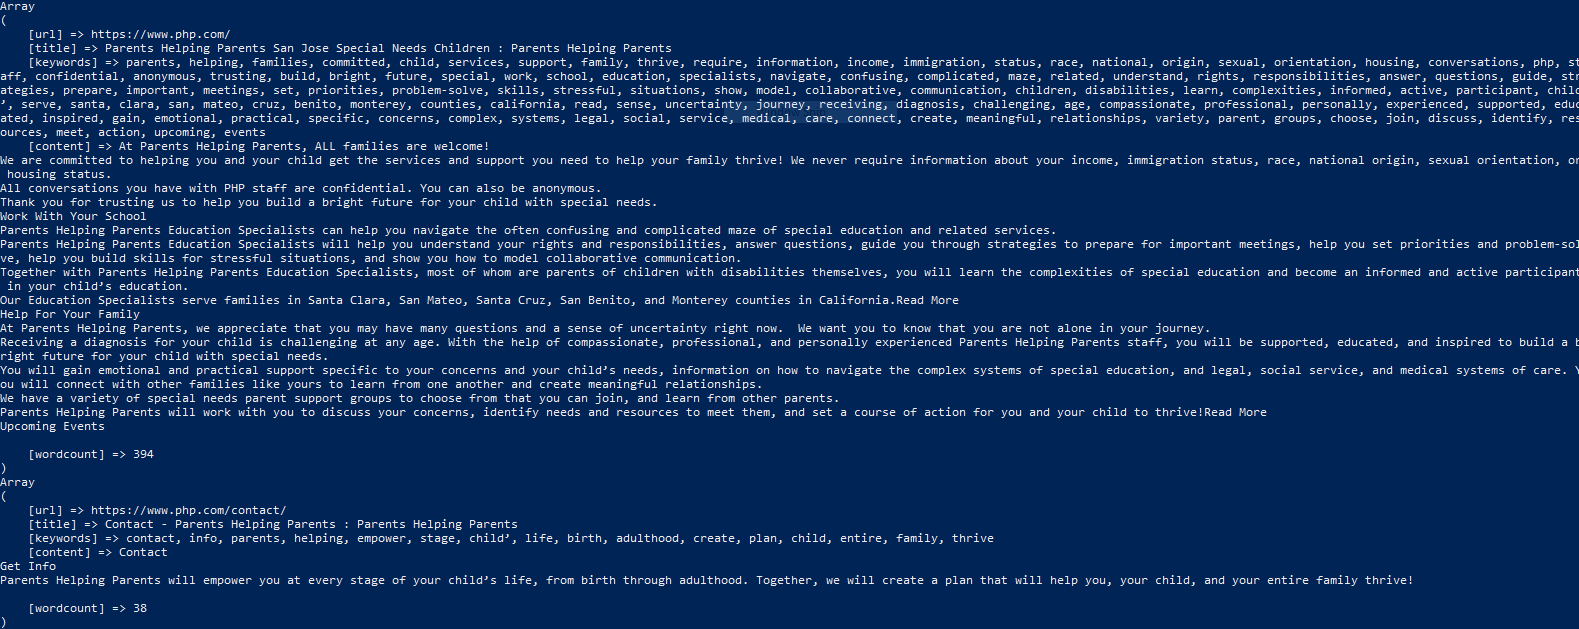 Array
(
    [url] => https://www.php.com/
    [title] => Parents Helping Parents San Jose Special Needs Children : Parents Helping Parents
    [keywords] => parents, helping, families, committed, child, services, support, family, thrive, require, information, income, immigration, status, race, national, origin, sexual, orientation, housing, conversations, php, st
aff, confidential, anonymous, trusting, build, bright, future, special, work, school, education, specialists, navigate, confusing, complicated, maze, related, understand, rights, responsibilities, answer, questions, guide, str
ategies, prepare, important, meetings, set, priorities, problem-solve, skills, stressful, situations, show, model, collaborative, communication, children, disabilities, learn, complexities, informed, active, participant, child
’, serve, santa, clara, san, mateo, cruz, benito, monterey, counties, california, read, sense, uncertainty, journey, receiving, diagnosis, challenging, age, compassionate, professional, personally, experienced, supported, educ
ated, inspired, gain, emotional, practical, specific, concerns, complex, systems, legal, social, service, medical, care, connect, create, meaningful, relationships, variety, parent, groups, choose, join, discuss, identify, res
ources, meet, action, upcoming, events
    [content] => At Parents Helping Parents, ALL families are welcome!
We are committed to helping you and your child get the services and support you need to help your family thrive! We never require information about your income, immigration status, race, national origin, sexual orientation, or
 housing status.
All conversations you have with PHP staff are confidential. You can also be anonymous.
Thank you for trusting us to help you build a bright future for your child with special needs.
Work With Your School
Parents Helping Parents Education Specialists can help you navigate the often confusing and complicated maze of special education and related services.
Parents Helping Parents Education Specialists will help you understand your rights and responsibilities, answer questions, guide you through strategies to prepare for important meetings, help you set priorities and problem-sol
ve, help you build skills for stressful situations, and show you how to model collaborative communication.
Together with Parents Helping Parents Education Specialists, most of whom are parents of children with disabilities themselves, you will learn the complexities of special education and become an informed and active participant
 in your child’s education.
Our Education Specialists serve families in Santa Clara, San Mateo, Santa Cruz, San Benito, and Monterey counties in California.Read More
Help For Your Family
At Parents Helping Parents, we appreciate that you may have many questions and a sense of uncertainty right now.  We want you to know that you are not alone in your journey.
Receiving a diagnosis for your child is challenging at any age. With the help of compassionate, professional, and personally experienced Parents Helping Parents staff, you will be supported, educated, and inspired to build a b
right future for your child with special needs.
You will gain emotional and practical support specific to your concerns and your child’s needs, information on how to navigate the complex systems of special education, and legal, social service, and medical systems of care. Y
ou will connect with other families like yours to learn from one another and create meaningful relationships.
We have a variety of special needs parent support groups to choose from that you can join, and learn from other parents.
Parents Helping Parents will work with you to discuss your concerns, identify needs and resources to meet them, and set a course of action for you and your child to thrive!Read More
Upcoming Events
    [wordcount] => 394
)
Array
(
    [url] => https://www.php.com/contact/
    [title] => Contact - Parents Helping Parents : Parents Helping Parents
    [keywords] => contact, info, parents, helping, empower, stage, child’, life, birth, adulthood, create, plan, child, entire, family, thrive
    [content] => Contact
Get Info
Parents Helping Parents will empower you at every stage of your child’s life, from birth through adulthood. Together, we will create a plan that will help you, your child, and your entire family thrive!
    [wordcount] => 38
)